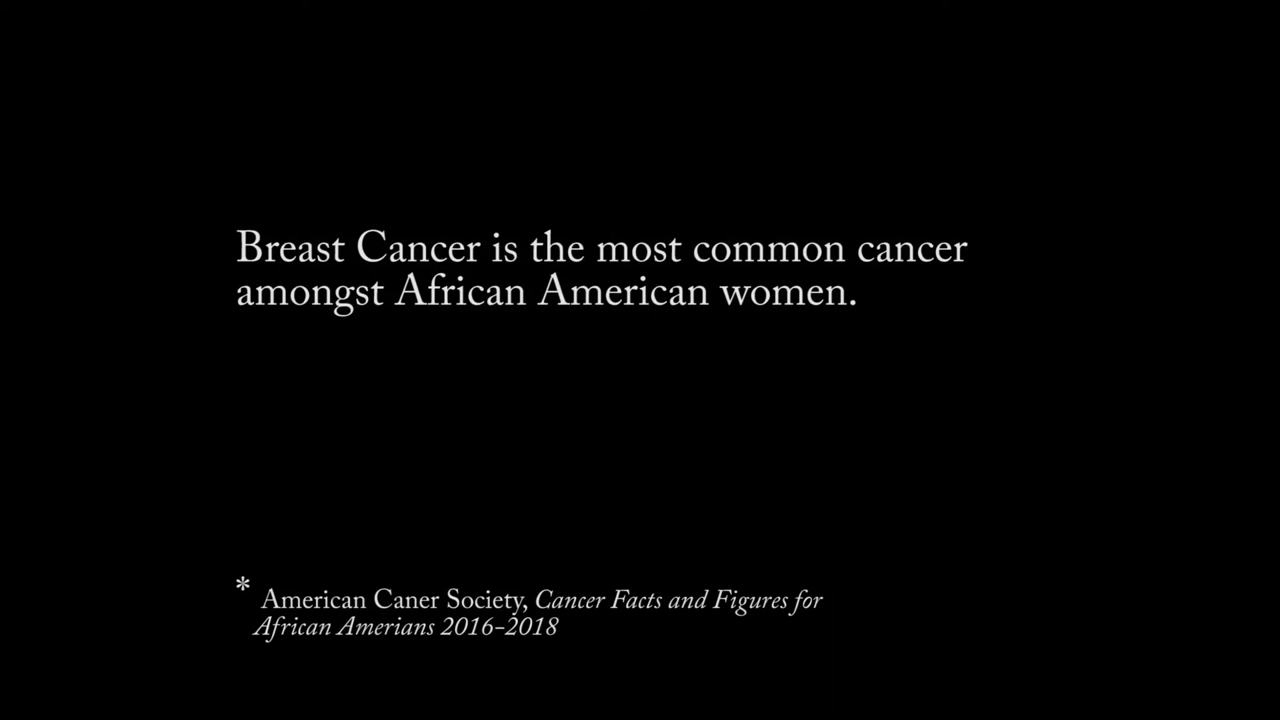 Breast Cancer is the most common cancer
amongst African American women.
* American Caner Society, Cancer Facts and Figures for
African Amerians 2016-2018